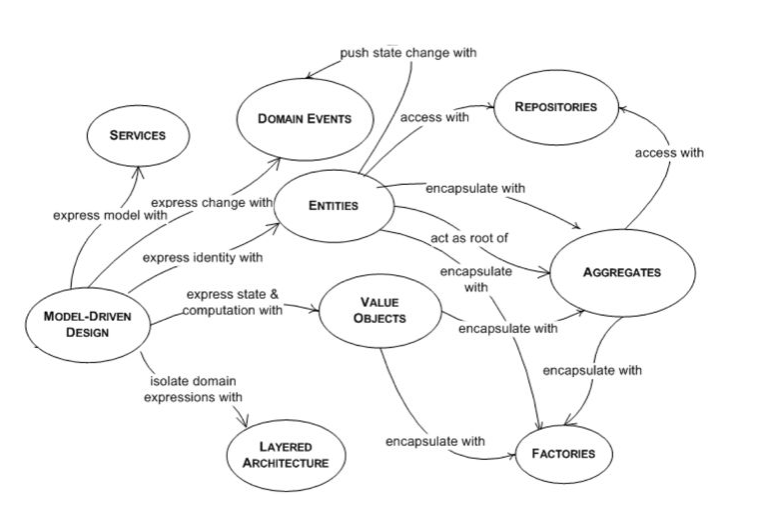 push state change with
DOMAIN EVENTS
REPOSITORIES
access with
SERVICES
access with
encapsulate with
express change with
ENTITIES
express model with
act as root of
express identity with
encapsulate
with
AGGREGATES
express state &
computation with
VALUE
OBJECTS
MODEL-DRIVEN
DESIGN
encapsulate with
isolate domain
expressions with
encapsulate with
encapsulate with
LAYERED
ARCHITECTURE
FACTORIES